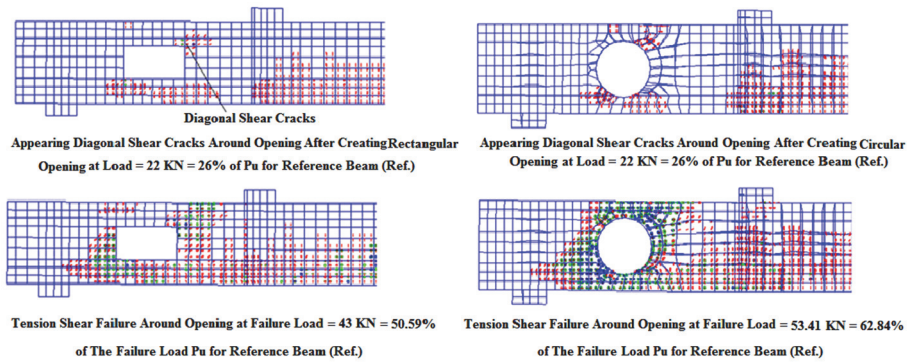 Diagonal Shear Cracks
Appearing Diagonal Shear Cracks Around Opening After Creating Rectangular
Opening at Load = 22 KN = 26% of Pu for Reference Beam (Ref.)
Appearing Diagonal Shear Cracks Around Opening After Creating Circular
Opening at Load = 22 KN = 26% of Pu for Reference Beam (Ref.)
Tension Shear Failure Around Opening at Failure Load = 43 KN = 50.59%
of The Failure Load Pu for Reference Beam (Ref.)
Tension Shear Failure Around Opening at Failure Load = 53.41 KN = 62.84%
of The Failure Load Pu for Reference Beam (Ref.)